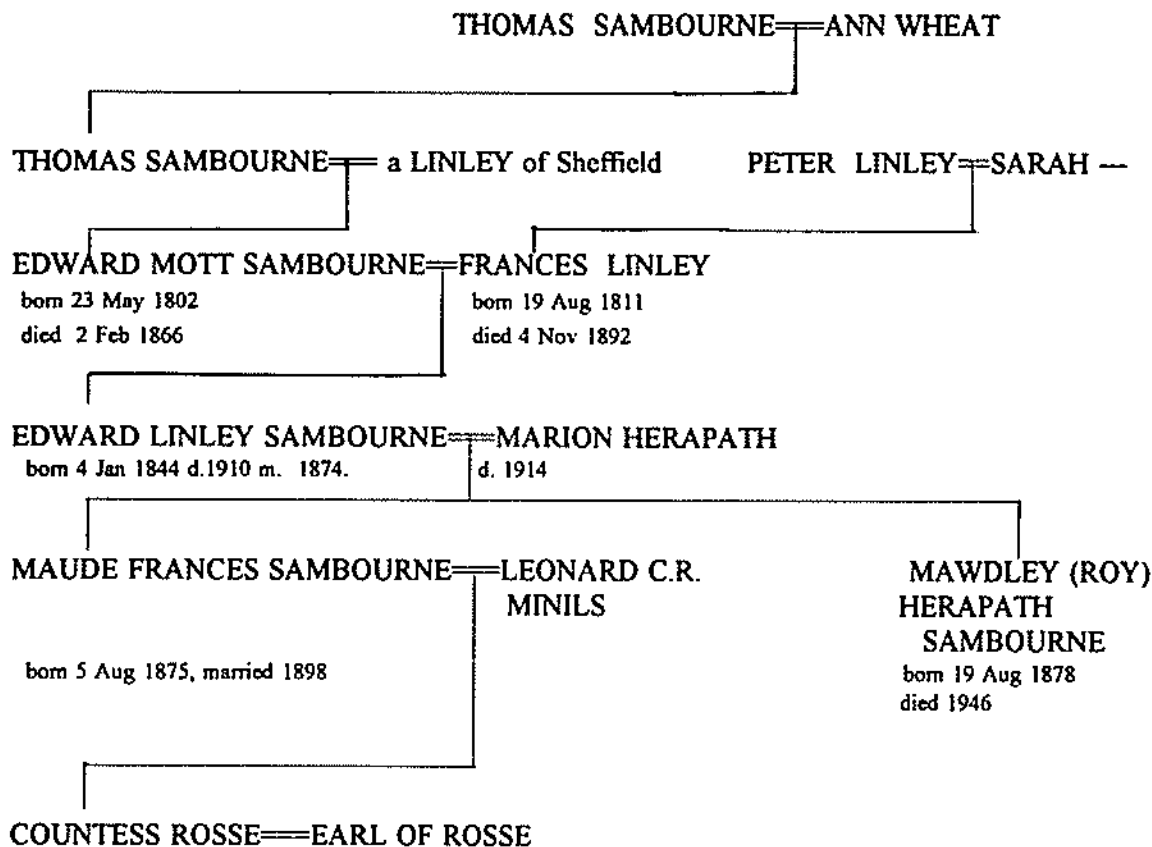 THOMAS SAMBOURNE ANN WHEAT
THOMAS SAMBOURNE a LINLEY of Sheffield PETER LINLEY SARAH —
EDWARD MOTT SAMBOURNE FRANCES LINLEY
born 23 May 1802 born 19 Aug 1811
died 2 Feb 1866 died 4 Nov 1892
EDWARD LINLEY SAMBOURNE MARION HERAPATH
born 4 Jan 1844 d.1910 m. 1874. d. 1914
MAUDE FRANCES SAMBOURNE LEONARD C.R. MAWDLEY (ROY)
MINILS HERAPATH
SAMBOURNE
born 5 Aug 1875, married 1898 born 19 Aug 1878
died 1946
COUNTESS ROSSE EARL OF ROSSE